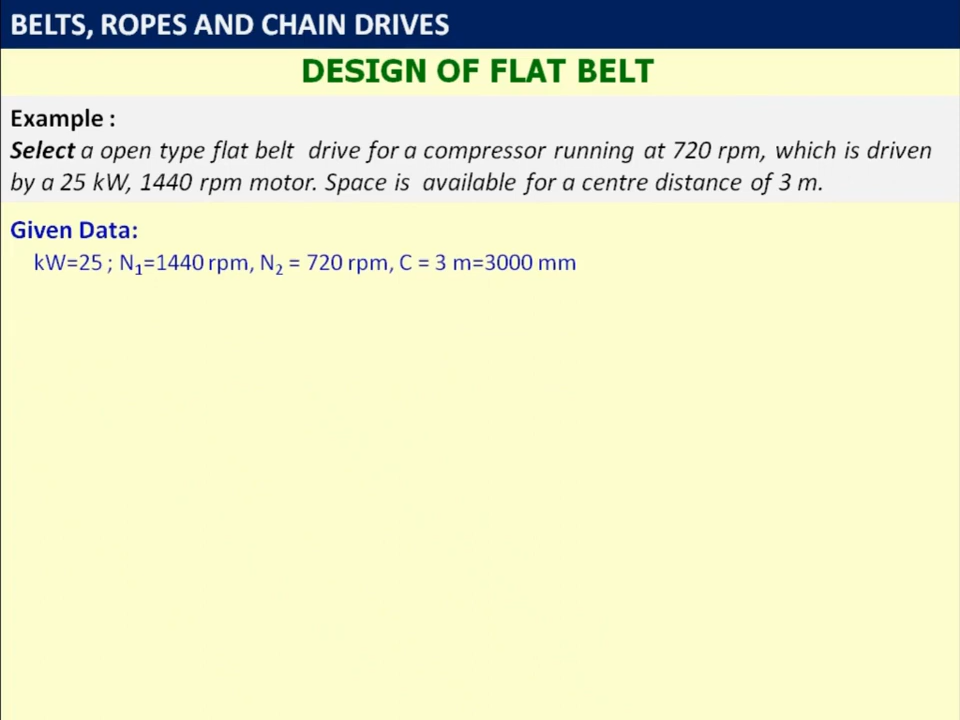 BELTS, ROPES AND CHAIN DRIVES
DESIGN OF FLAT BELT
Example :
Select a open type flat belt drive for a compressor running at 720 rpm, which is driven
by a 25 kW, 1440 rpm motor. Space is available for a centre distance of 3 m.
Given Data:
kW=25 ; N₁=1440 rpm, N₂ = 720 rpm, C = 3 m=3000 mm